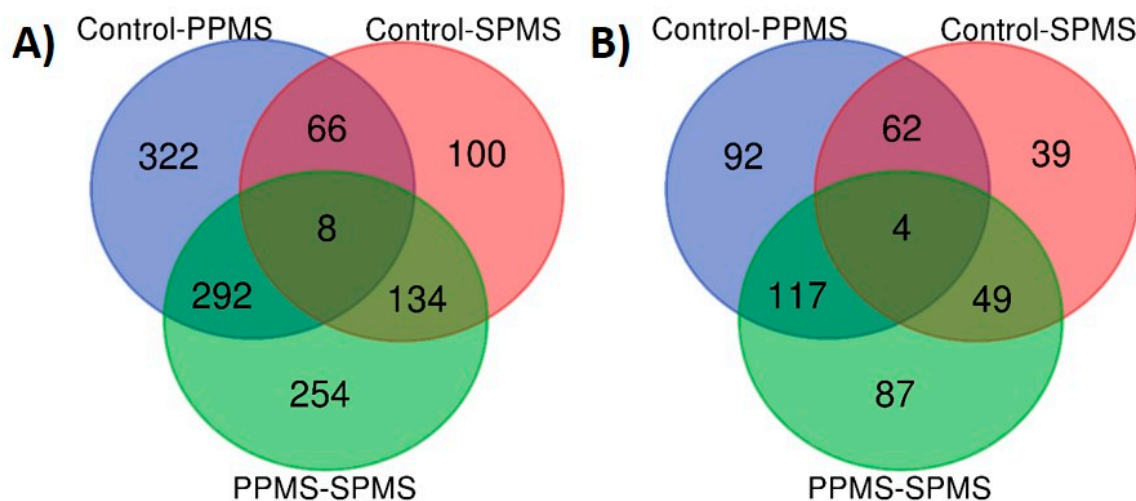 A)
Control-PPMS
Control-SPMS
322
66
100
8
292
134
254
PPMS-SPMS
B)
Control-PPMS
Control-SPMS
92
62
39
4
117
49
87
PPMS-SPMS